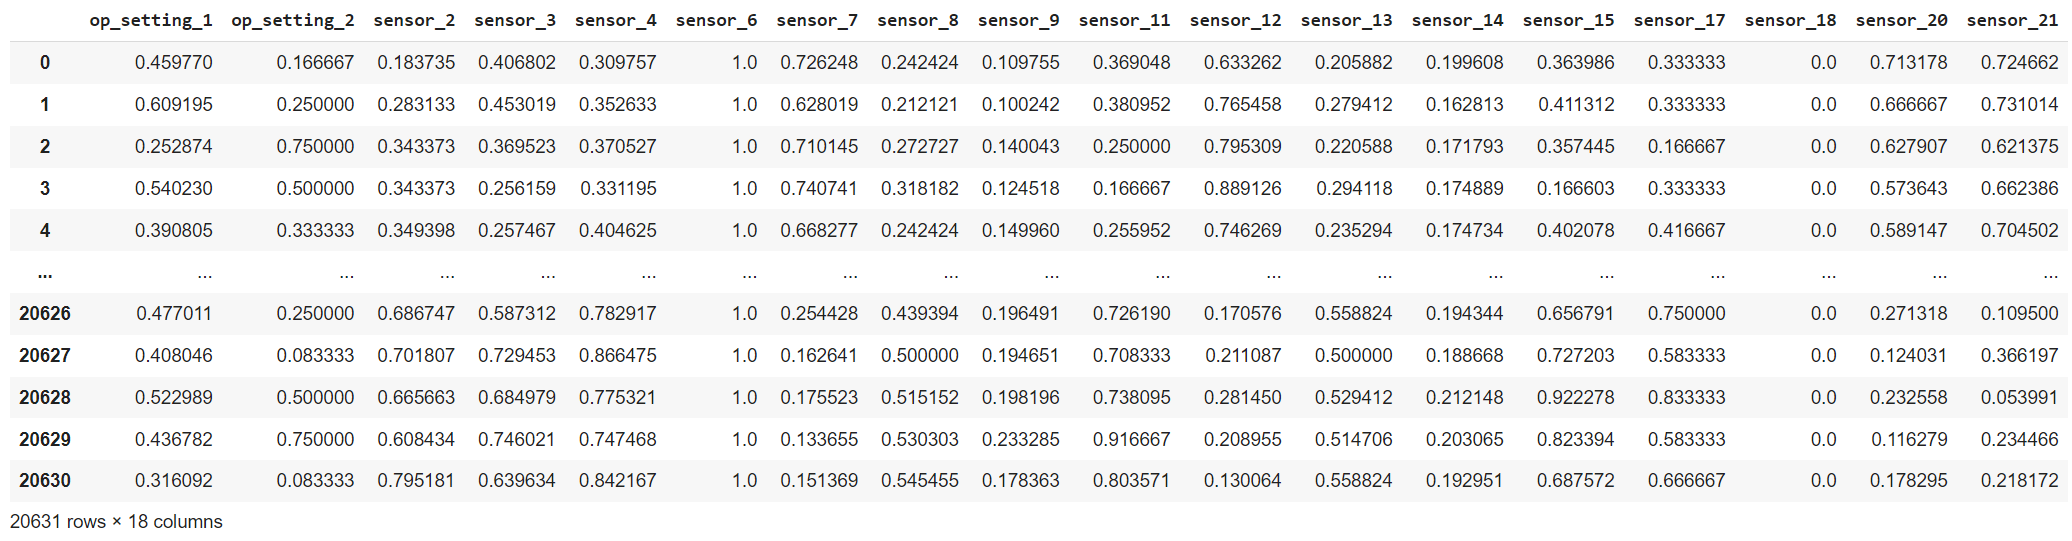 op_setting_1 op_setting_2 sensor_2 sensor_3 sensor_4 sensor_6 sensor_7 sensor_8 sensor_9 sensor_11 sensor_12 sensor_13 sensor_14 sensor_15 sensor_17 sensor_18 sensor_20 sensor_21
0 0.459770 0.166667 0.183735 0.406802 0.309757 1.0 0.726248 0.242424 0.109755 0.369048 0.633262 0.205882 0.199608 0.363986 0.333333 0.0 0.713178 0.724662
1 0.609195 0.250000 0.283133 0.453019 0.352633 1.0 0.628019 0.212121 0.100242 0.380952 0.765458 0.279412 0.162813 0.411312 0.333333 0.0 0.666667 0.731014
2 0.252874 0.750000 0.343373 0.369523 0.370527 1.0 0.710145 0.272727 0.140043 0.250000 0.795309 0.220588 0.171793 0.357445 0.166667 0.0 0.627907 0.621375
3 0.540230 0.500000 0.343373 0.256159 0.331195 1.0 0.740741 0.318182 0.124518 0.166667 0.889126 0.294118 0.174889 0.166603 0.333333 0.0 0.573643 0.662386
4 0.390805 0.333333 0.349398 0.257467 0.404625 1.0 0.668277 0.242424 0.149960 0.255952 0.746269 0.235294 0.174734 0.402078 0.416667 0.0 0.589147 0.704502
... ... ... ... ... ... ... ... ... ... ... ... ... ... ... ... ... ... ...
20626 0.477011 0.250000 0.686747 0.587312 0.782917 1.0 0.254428 0.439394 0.196491 0.726190 0.170576 0.558824 0.194344 0.656791 0.750000 0.0 0.271318 0.109500
20627 0.408046 0.083333 0.701807 0.729453 0.866475 1.0 0.162641 0.500000 0.194651 0.708333 0.211087 0.500000 0.188668 0.727203 0.583333 0.0 0.124031 0.366197
20628 0.522989 0.500000 0.665663 0.684979 0.775321 1.0 0.175523 0.515152 0.198196 0.738095 0.281450 0.529412 0.212148 0.922278 0.833333 0.0 0.232558 0.053991
20629 0.436782 0.750000 0.608434 0.746021 0.747468 1.0 0.133655 0.530303 0.233285 0.916667 0.208955 0.514706 0.203065 0.823394 0.583333 0.0 0.116279 0.234466
20630 0.316092 0.083333 0.795181 0.639634 0.842167 1.0 0.151369 0.545455 0.178363 0.803571 0.130064 0.558824 0.192951 0.687572 0.666667 0.0 0.178295 0.218172
20631 rows × 18 columns